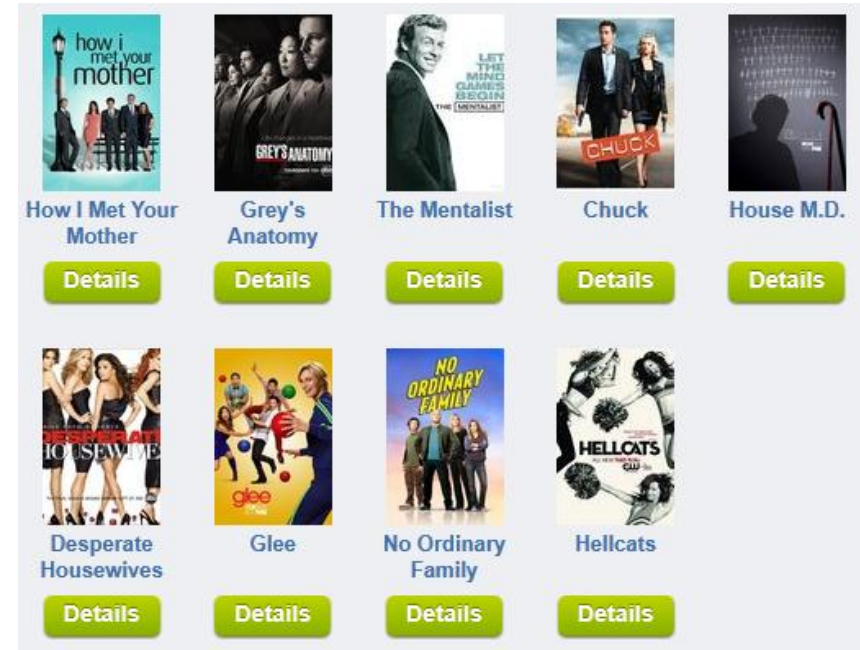 how i
met your
mother
GREY'S ANATOMY
LET
THE
MIND
GAMES
BEGIN
THE MENTALIST
CHUCK
How I Met Your
Mother
Grey's
Anatomy
The Mentalist
Chuck
House M.D.
Details
Details
Details
Details
Details
DESPERATE
HOUSEWIVE
glee
NO
ORDINARY
FAMILY
HELLCATS
CW
Desperate
Housewives
Glee
No Ordinary
Family
Hellcats
Details
Details
Details
Details